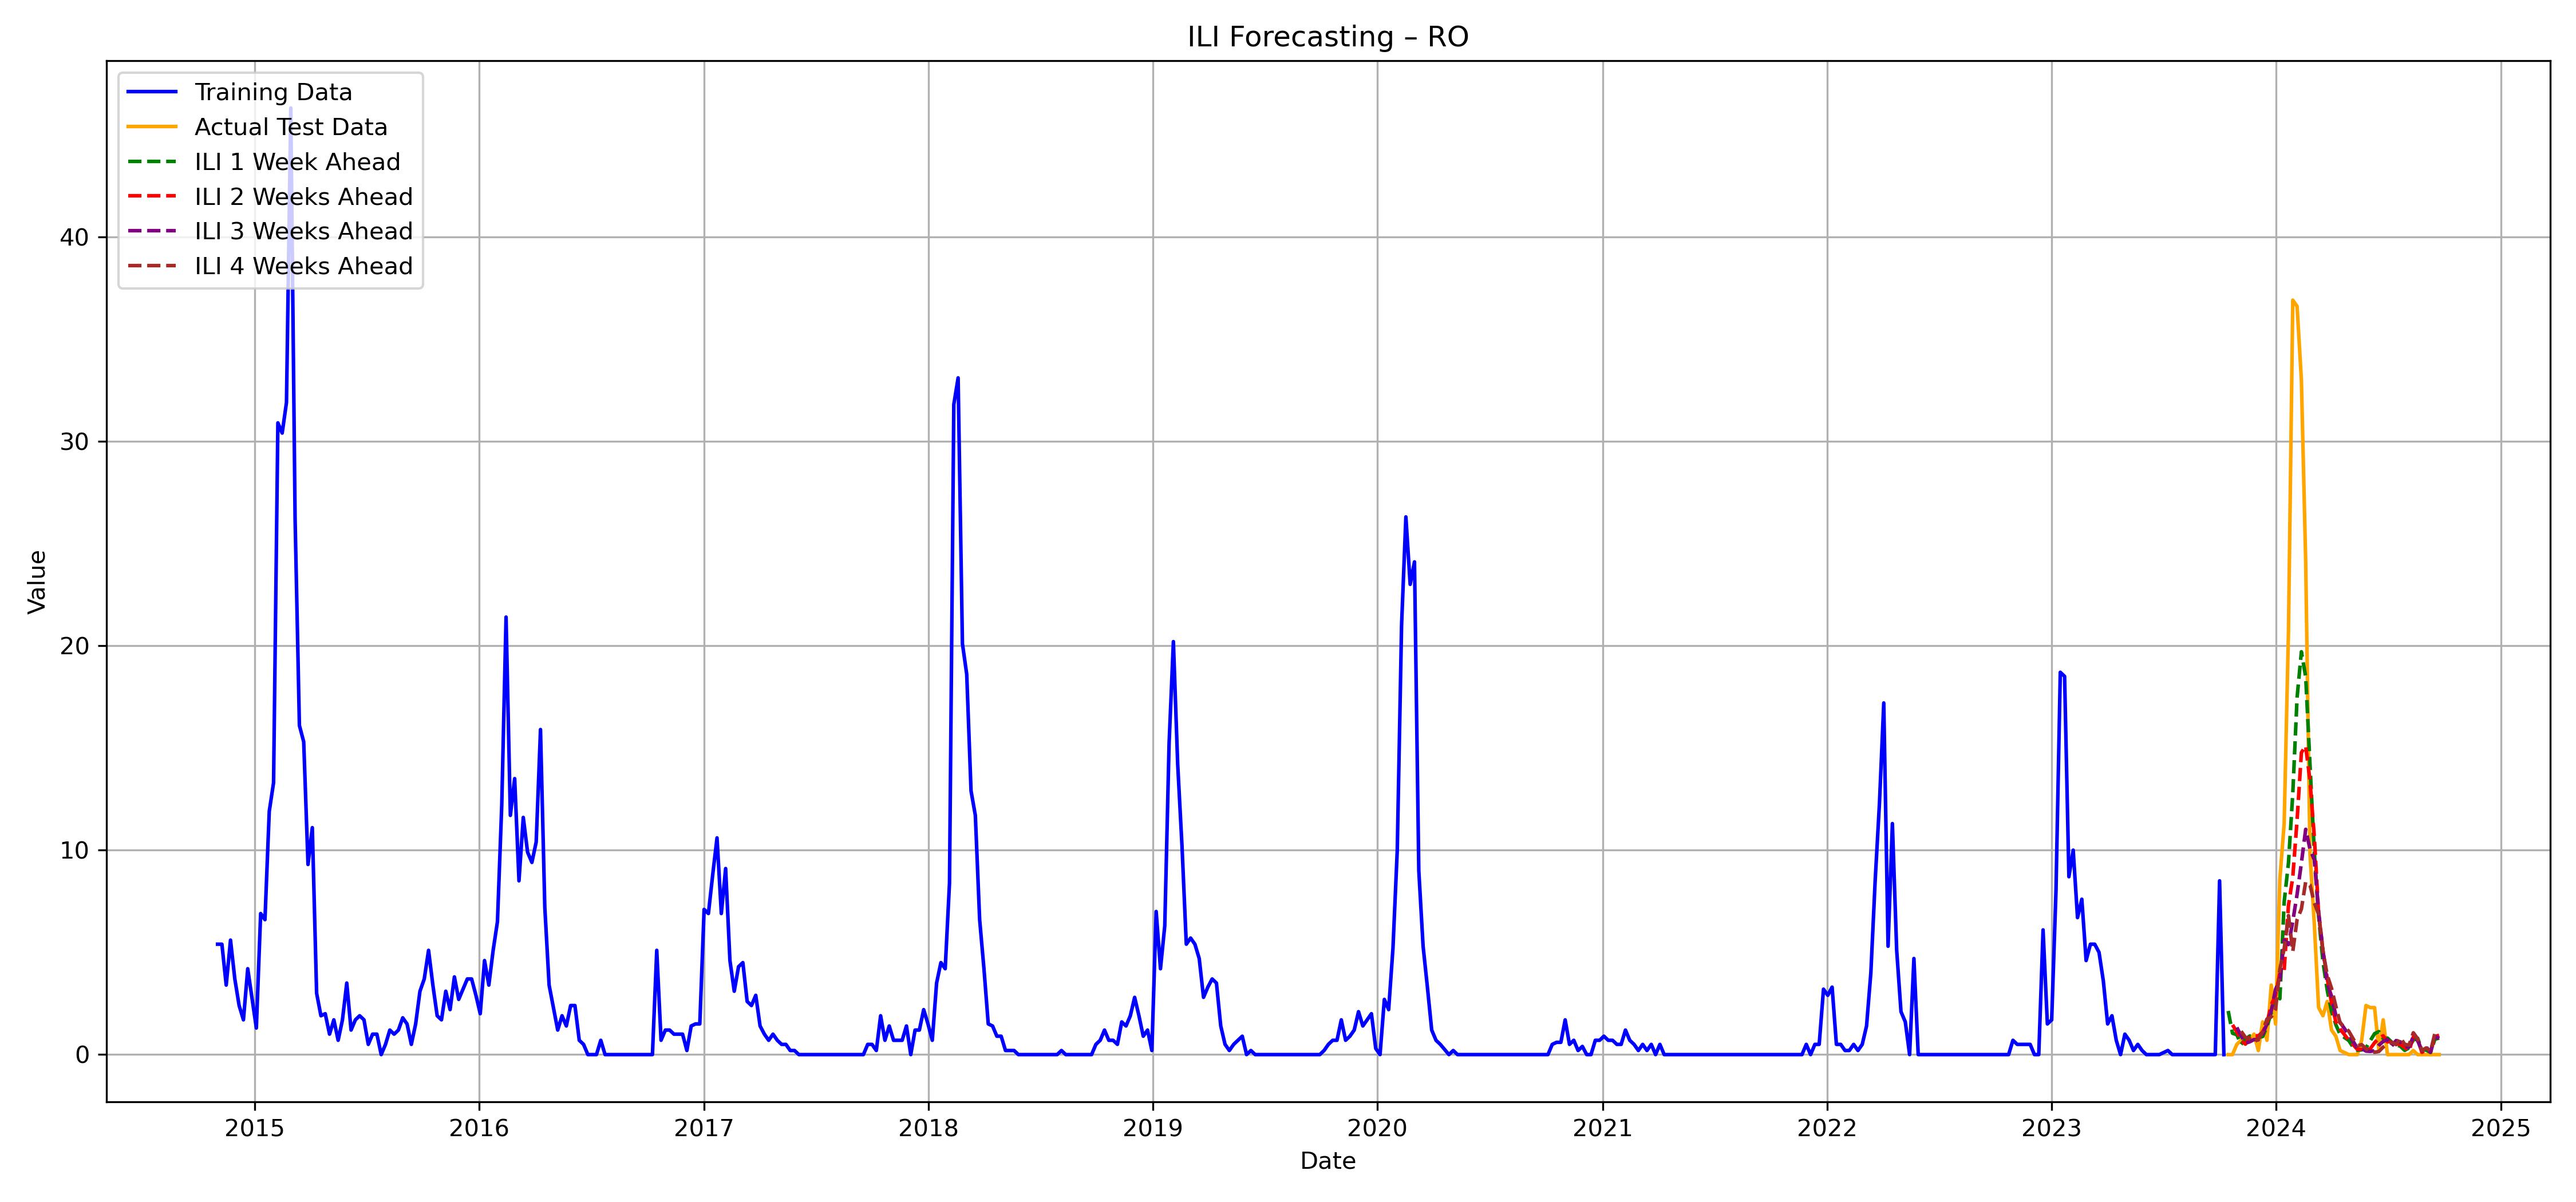 ILI Forecasting – RO
Training Data
Actual Test Data
ILI 1 Week Ahead
ILI 2 Weeks Ahead
ILI 3 Weeks Ahead
ILI 4 Weeks Ahead
Value
40
30
20
10
0
2015 2016 2017 2018 2019 2020 2021 2022 2023 2024 2025
Date